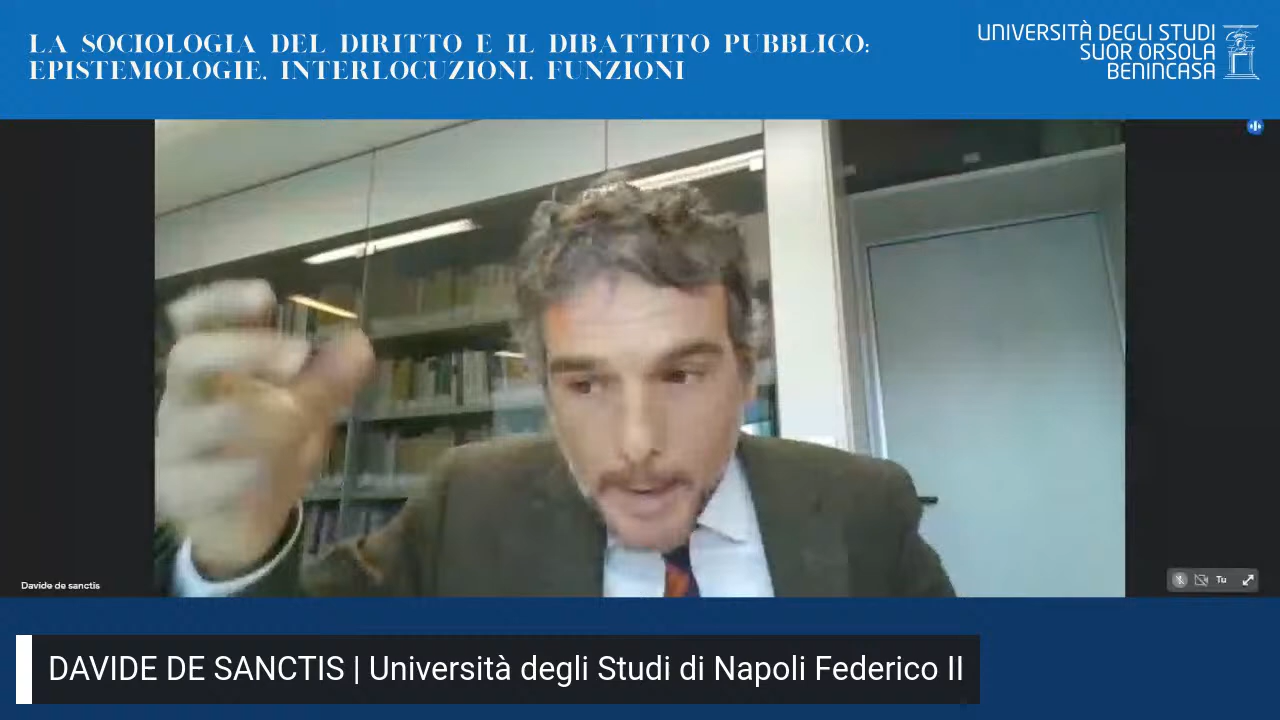 LA SOCIOLOGIA DEL DIRITTO E IL DIBATTITO PUBBLICO:
EPISTEMOLOGIE, INTERLOCUZIONI, FUNZIONI
UNIVERSITÀ DEGLI STUDI
SUOR ORSOLA
BENINCASA
Davide de sanctis
Tu
DAVIDE DE SANCTIS | Università degli Studi di Napoli Federico II